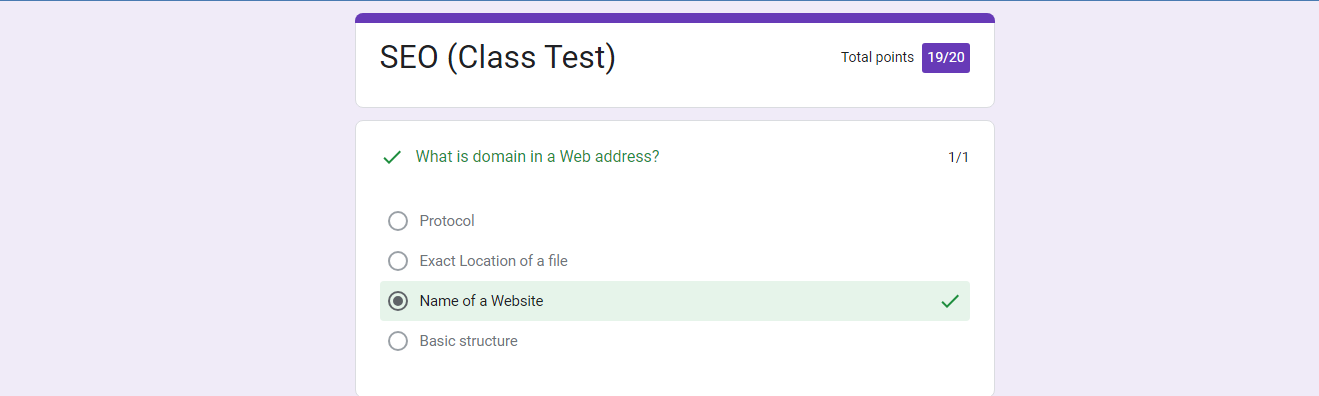 SEO (Class Test)
Total points 19/20
What is domain in a Web address?
1/1
Protocol
Exact Location of a file
Name of a Website
Basic structure